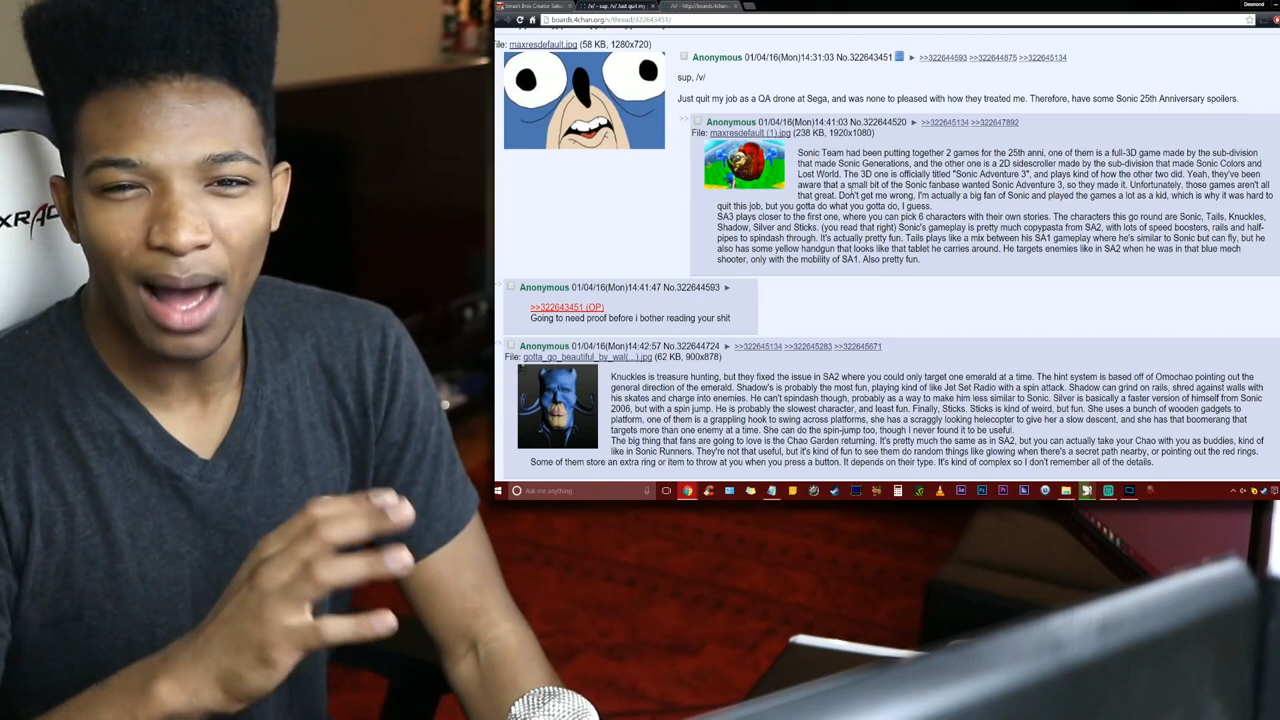 Desmond
Smash Bros Creator Sakur
/v/ - sup, /v/ Just quit my
/v/ - http://boards.4chan
boards.4chan.org/v/thread/322643451/
File: maxresdefault.jpg (58 KB, 1280x720)
Anonymous 01/04/16(Mon)14:31:03 No.322643451 ▶ >>322644593 >>322644875 >>322645134
sup, /v/
Just quit my job as a QA drone at Sega, and was none to pleased with how they treated me. Therefore, have some Sonic 25th Anniversary spoilers.
>> Anonymous 01/04/16(Mon)14:41:03 No.322644520 ▶ >>322645134 >>322647892
File: maxresdefault (1).jpg (238 KB, 1920x1080)
Sonic Team had been putting together 2 games for the 25th anni, one of them is a full-3D game made by the sub-division
that made Sonic Generations, and the other one is a 2D sidescroller made by the sub-division that made Sonic Colors and
Lost World. The 3D one is officially titled "Sonic Adventure 3", and plays kind of how the other two did. Yeah, they've been
aware that a small bit of the Sonic fanbase wanted Sonic Adventure 3, so they made it. Unfortunately, those games aren't all
that great. Don't get me wrong, I'm actually a big fan of Sonic and played the games a lot as a kid, which is why it was hard to
quit this job, but you gotta do what you gotta do, I guess.
SA3 plays closer to the first one, where you can pick 6 characters with their own stories. The characters this go round are Sonic, Tails, Knuckles,
Shadow, Silver and Sticks. (you read that right) Sonic's gameplay is pretty much copypasta from SA2, with lots of speed boosters, rails and half-
pipes to spindash through. It's actually pretty fun. Tails plays like a mix between his SA1 gameplay where he's similar to Sonic but can fly, but he
also has some yellow handgun that looks like that tablet he carries around. He targets enemies like in SA2 when he was in that blue mech
shooter, only with the mobility of SA1. Also pretty fun.
Anonymous 01/04/16(Mon)14:41:47 No.322644593 ▶
>>322643451 (OP)
Going to need proof before i bother reading your shit
Anonymous 01/04/16(Mon)14:42:57 No.322644724 ▶ >>322645134 >>322645283 >>322645671
File: gotta_go_beautiful_by_wal(...).jpg (62 KB, 900x878)
Knuckles is treasure hunting, but they fixed the issue in SA2 where you could only target one emerald at a time. The hint system is based off of Omochao pointing out the
general direction of the emerald. Shadow's is probably the most fun, playing kind of like Jet Set Radio with a spin attack. Shadow can grind on rails, shred against walls with
his skates and charge into enemies. He can't spindash though, probably as a way to make him less similar to Sonic. Silver is basically a faster version of himself from Sonic
2006, but with a spin jump. He is probably the slowest character, and least fun. Finally, Sticks. Sticks is kind of weird, but fun. She uses a bunch of wooden gadgets to
platform, one of them is a grappling hook to swing across platforms, she has a scraggly looking helecopter to give her a slow descent, and she has that boomerang that
targets more than one enemy at a time. She can do the spin-jump too, though I never found it to be useful.
The big thing that fans are going to love is the Chao Garden returning. It's pretty much the same as in SA2, but you can actually take your Chao with you as buddies, kind of
like in Sonic Runners. They're not that useful, but it's kind of fun to see them do random things like glowing when there's a secret path nearby, or pointing out the red rings.
Some of them store an extra ring or item to throw at you when you press a button. It depends on their type. It's kind of complex so I don't remember all of the details.
Ask me anything